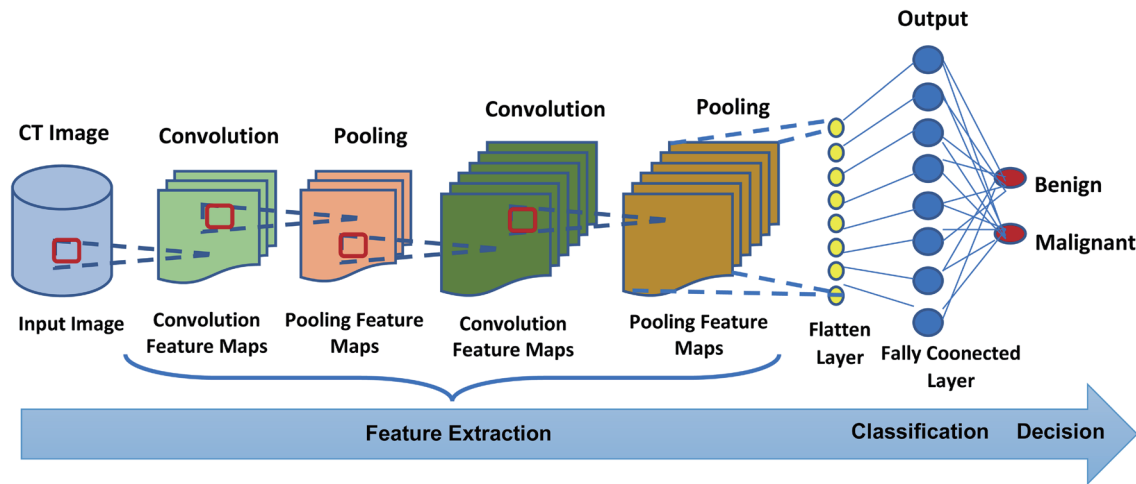 Output
CT Image
Convolution
Pooling
Convolution
Pooling
Benign
Malignant
Input Image
Convolution
Feature Maps
Pooling Feature
Maps
Convolution
Feature Maps
Pooling Feature
Maps
Flatten
Layer
Fally Coonected
Layer
Feature Extraction
Classification
Decision